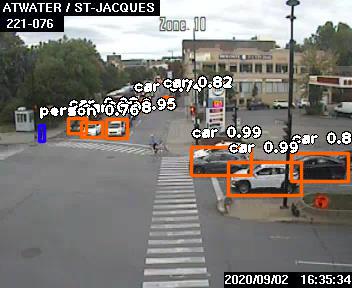 ATWATER / ST-JACQUES
221-076
Zone 10
car 0.82
person 0.76
car 0.99
car 0.99
car 0.8
2020/09/02 16:35:34